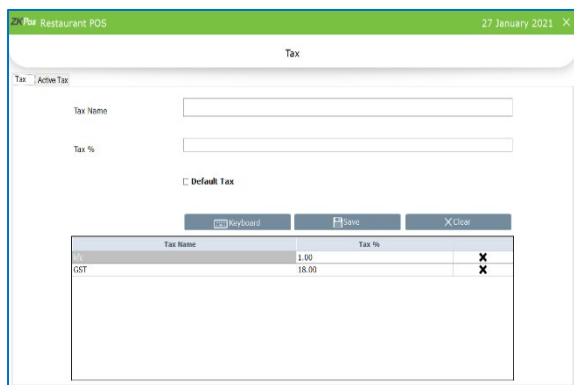 ZKPos Restaurant POS 27 January 2021 X
Tax
Tax Active Tax
Tax Name
Tax %
Default Tax
Keyboard Save X Clear
Tax Name Tax %
1.00 X
GST 18.00 X